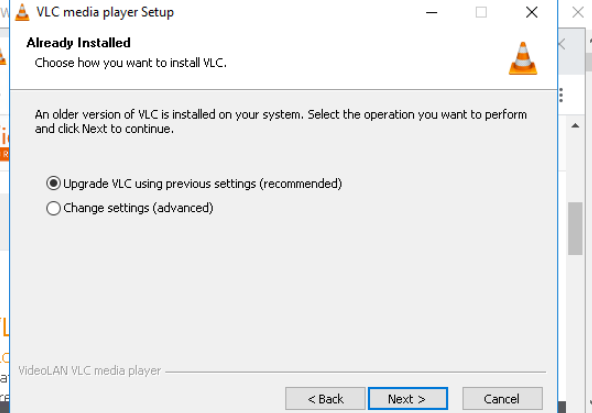 VLC media player Setup
Already Installed
Choose how you want to install VLC.
An older version of VLC is installed on your system. Select the operation you want to perform
and click Next to continue.
Upgrade VLC using previous settings (recommended)
Change settings (advanced)
VideoLAN VLC media player
< Back
Next >
Cancel